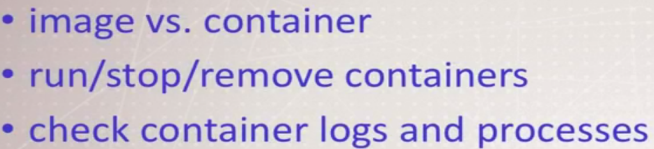 • image vs. container
• run/stop/remove containers
• check container logs and processes